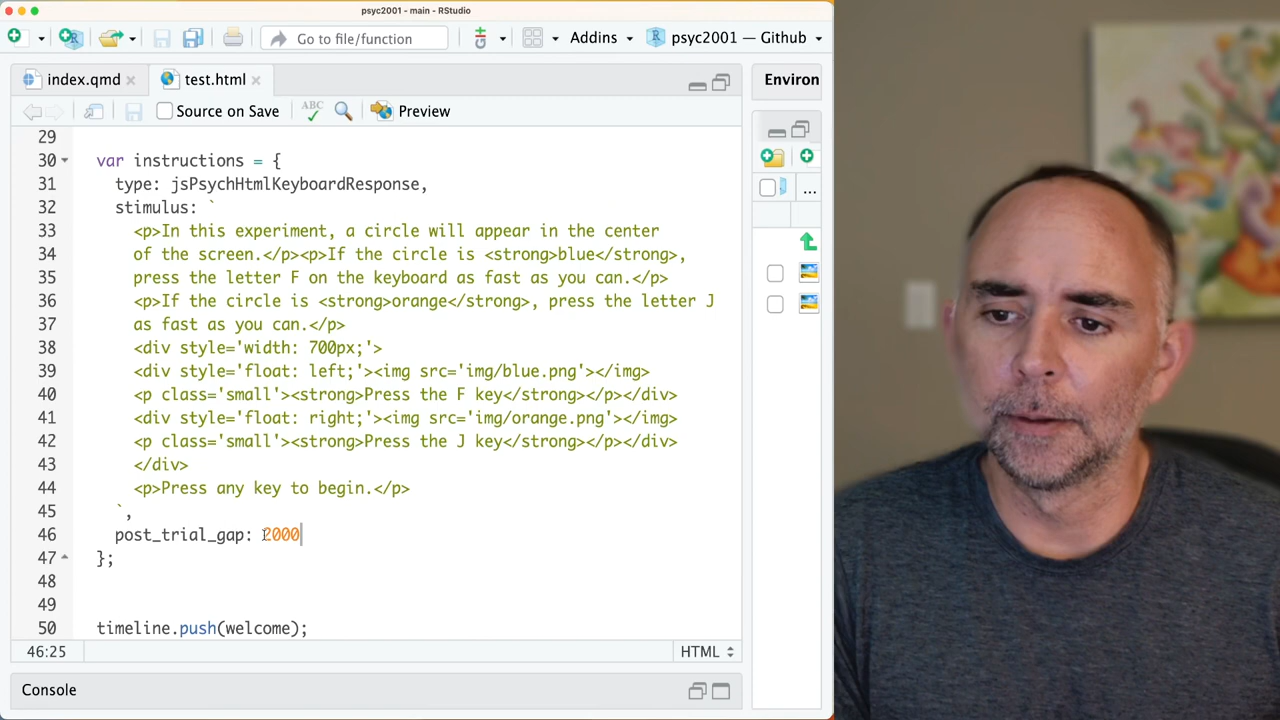 psyc2001 - main - RStudio
Go to file/function
Addins
psyc2001 — Github
index.qmd
test.html
Environ
Source on Save
ABC
Preview
29
30 var instructions = {
31 type: jsPsychHtmlKeyboardResponse,
32 stimulus: `
33 <p>In this experiment, a circle will appear in the center
34 of the screen.</p><p>If the circle is <strong>blue</strong>,
35 press the letter F on the keyboard as fast as you can.</p>
36 <p>If the circle is <strong>orange</strong>, press the letter J
37 as fast as you can.</p>
38 <div style='width: 700px;'>
39 <div style='float: left;'><img src='img/blue.png'></img>
40 <p class='small'><strong>Press the F key</strong></p></div>
41 <div style='float: right;'><img src='img/orange.png'></img>
42 <p class='small'><strong>Press the J key</strong></p></div>
43 </div>
44 <p>Press any key to begin.</p>
45 `,
46 post_trial_gap: 2000
47 };
48
49
50 timeline.push(welcome);
46:25
HTML
Console
...